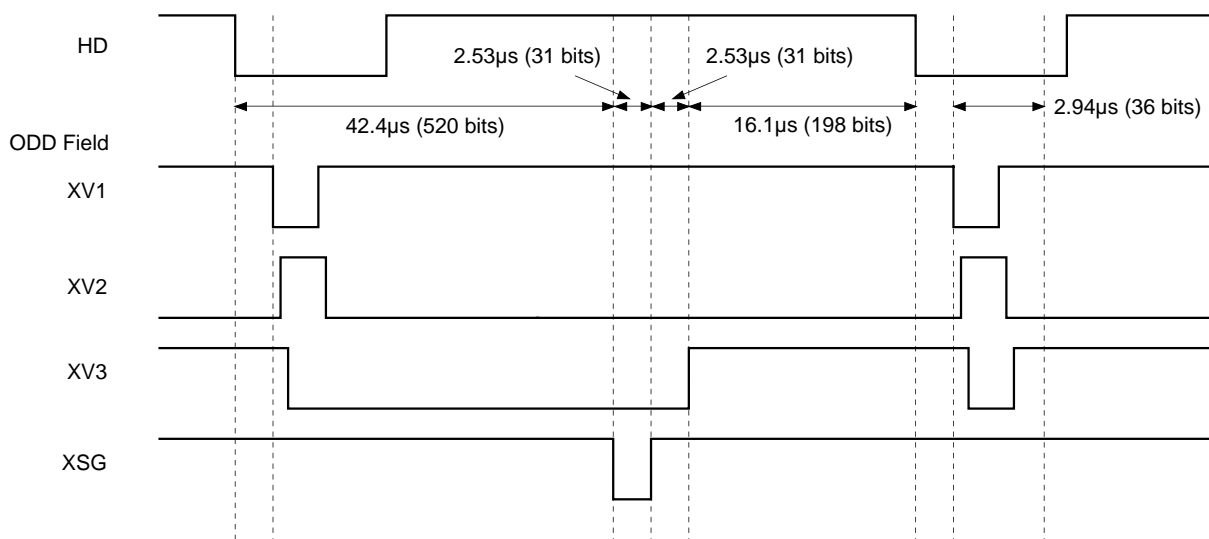 HD
2.53μs (31 bits)
2.53μs (31 bits)
42.4μs (520 bits)
16.1μs (198 bits)
2.94μs (36 bits)
ODD Field
XV1
XV2
XV3
XSG